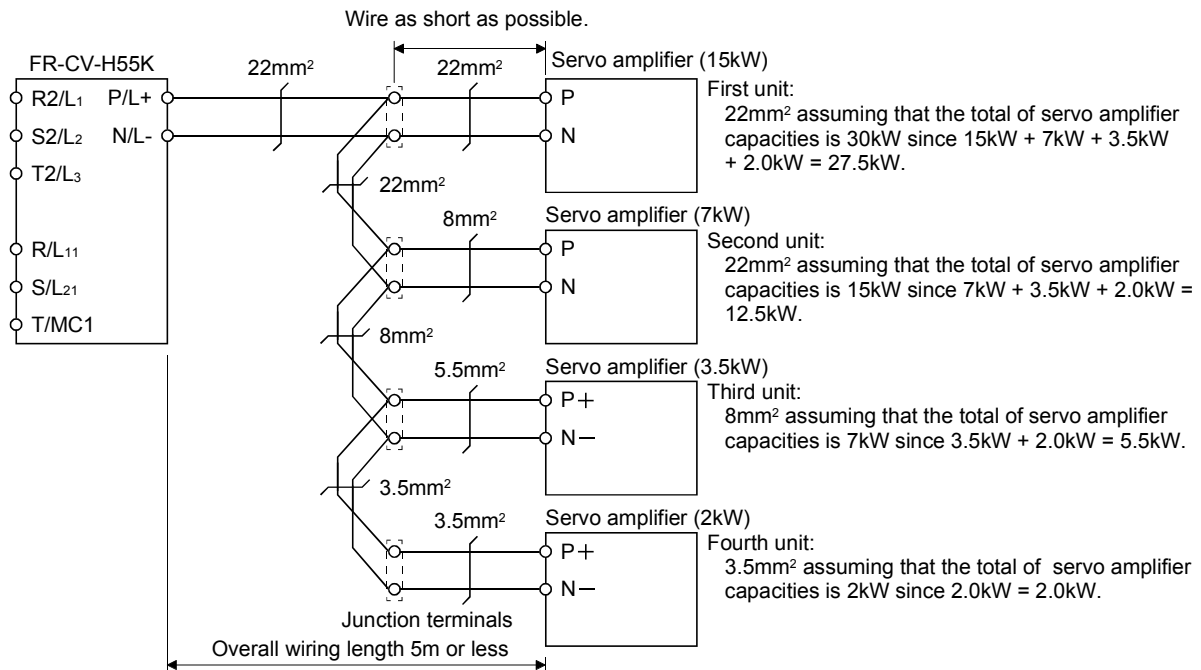 Wire as short as possible.
FR-CV-H55K
22mm²
22mm²
Servo amplifier (15kW)
R2/L1
P/L+
S2/L2
N/L-
T2/L3
R/L11
S/L21
T/MC1
P
N
First unit:
22mm² assuming that the total of servo amplifier
capacities is 30kW since 15kW + 7kW + 3.5kW
+ 2.0kW = 27.5kW.
22mm²
8mm²
Servo amplifier (7kW)
P
N
Second unit:
22mm² assuming that the total of servo amplifier
capacities is 15kW since 7kW + 3.5kW + 2.0kW =
12.5kW.
8mm²
5.5mm²
Servo amplifier (3.5kW)
P+
N−
Third unit:
8mm² assuming that the total of servo amplifier
capacities is 7kW since 3.5kW + 2.0kW = 5.5kW.
3.5mm²
3.5mm²
Servo amplifier (2kW)
P+
N−
Fourth unit:
3.5mm² assuming that the total of servo amplifier
capacities is 2kW since 2.0kW = 2.0kW.
Junction terminals
Overall wiring length 5m or less